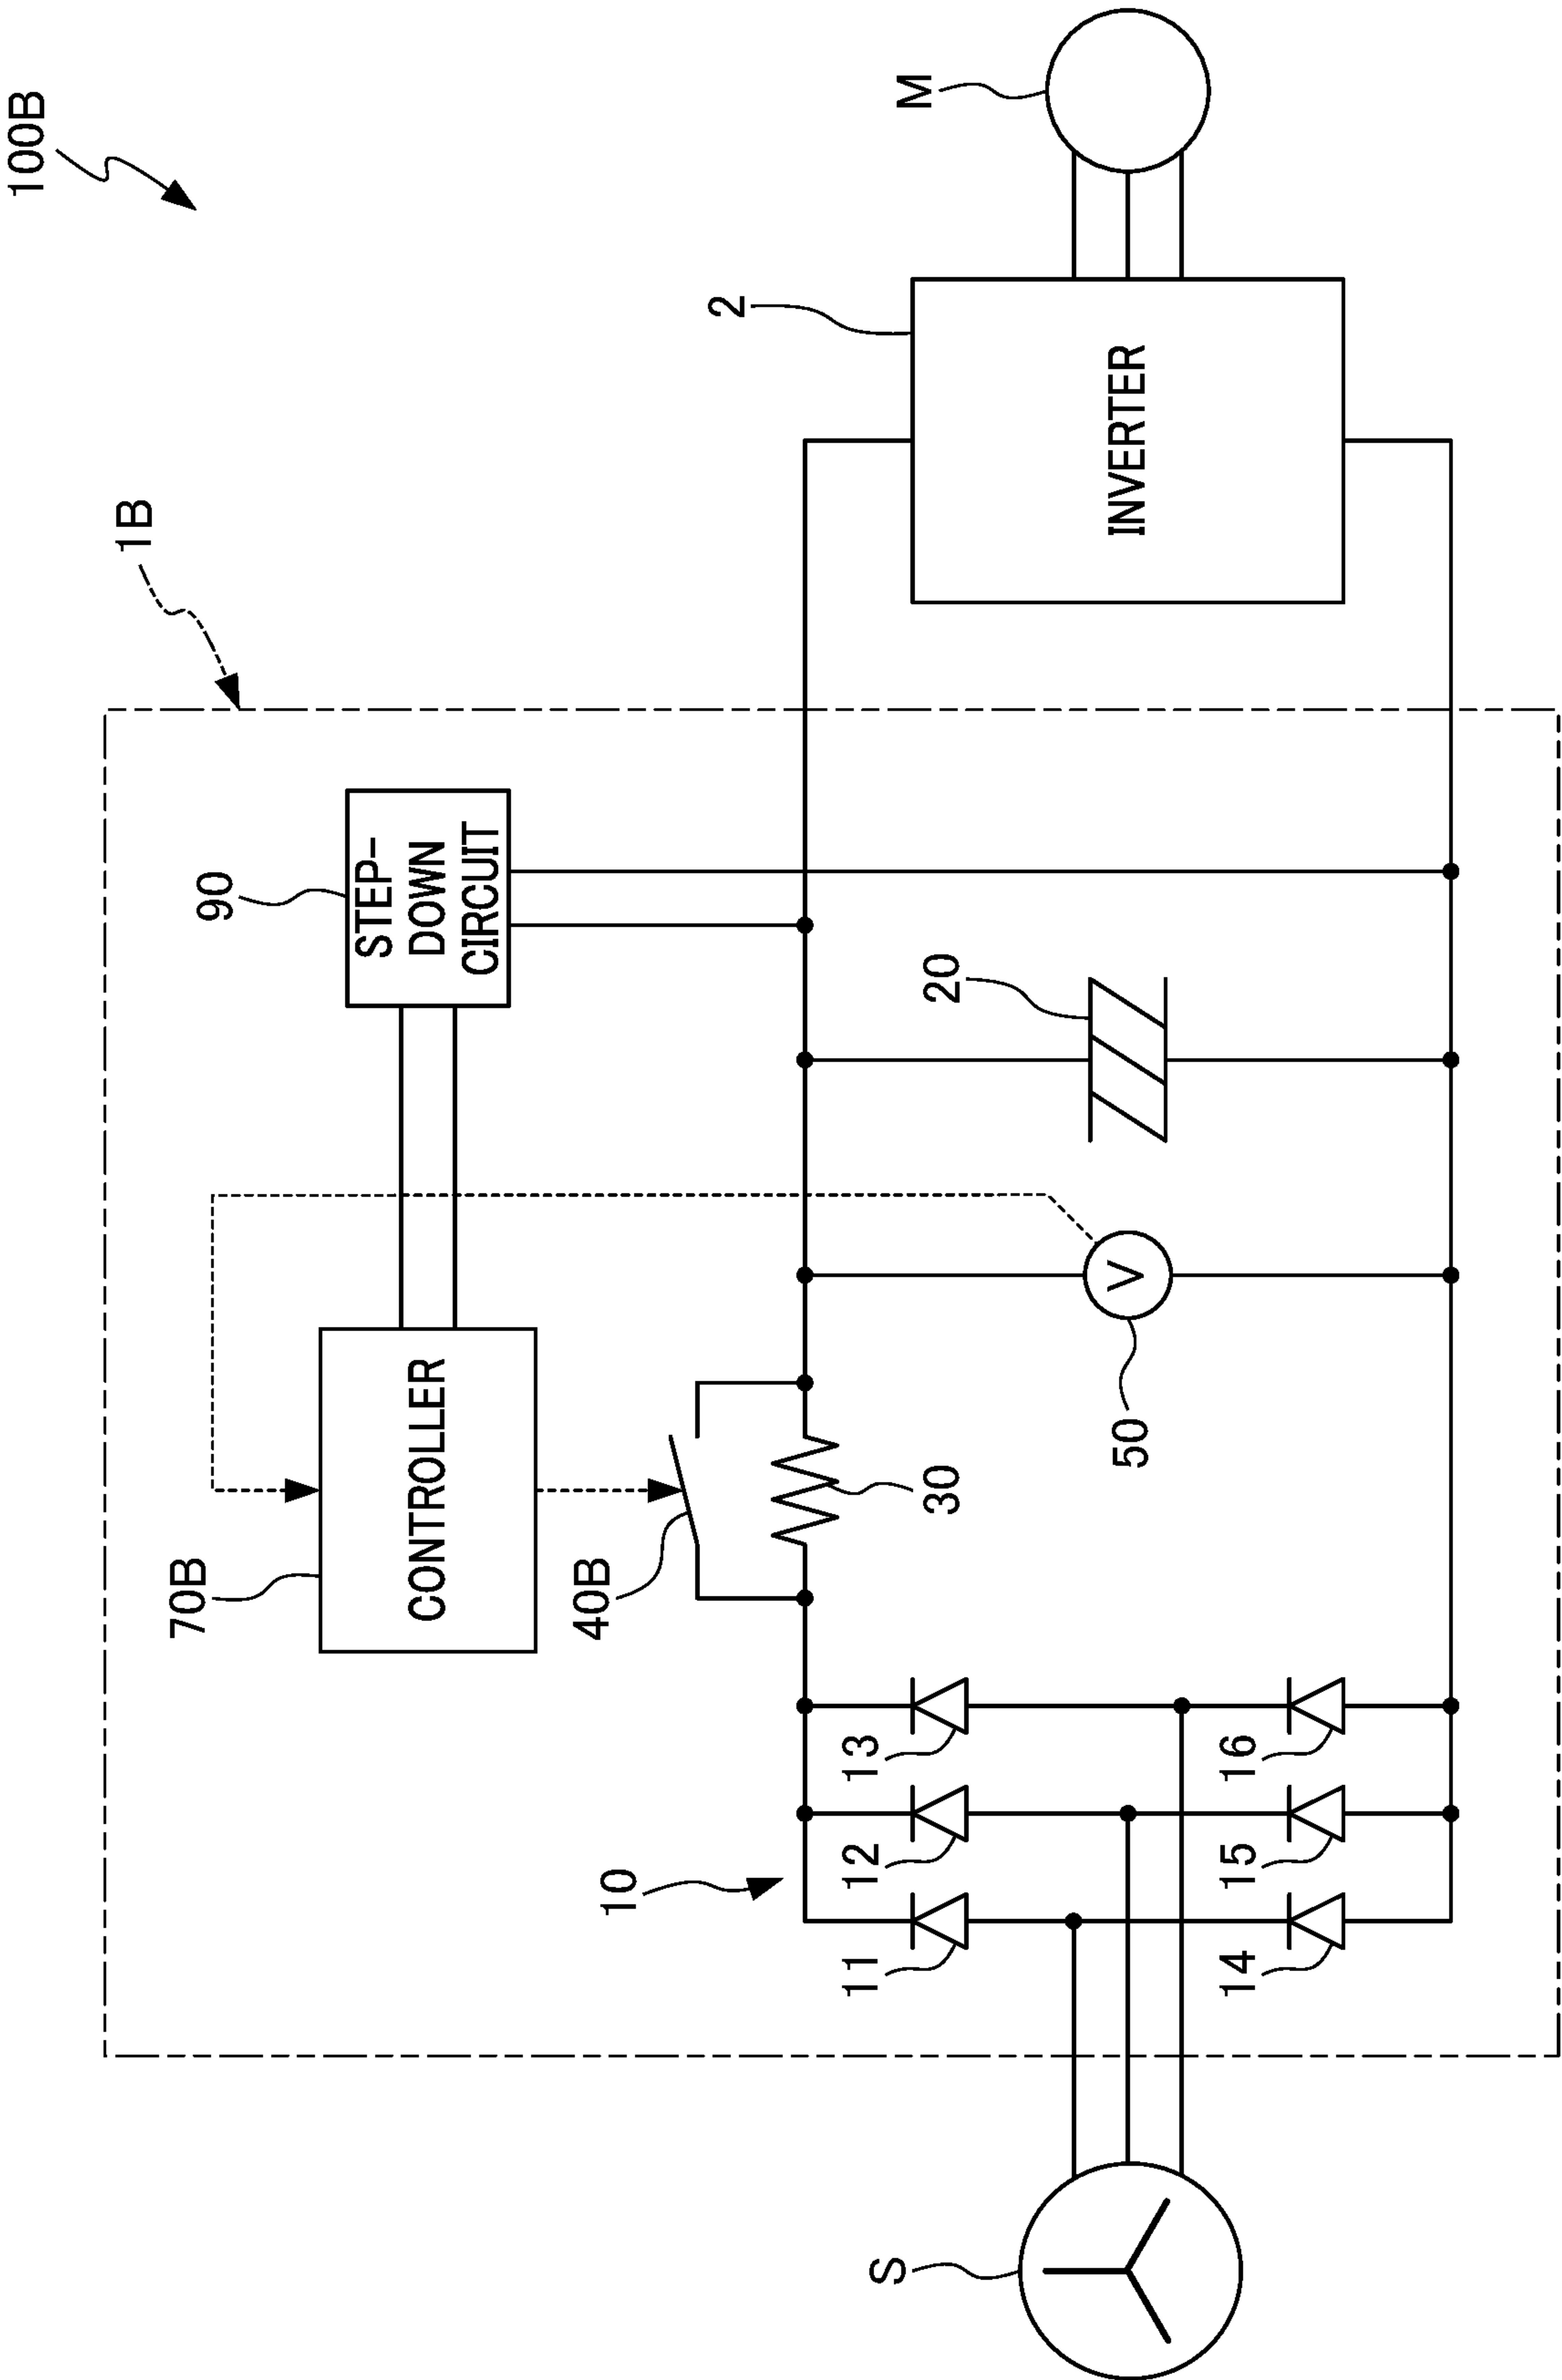 100B
1B
90
STEP-
DOWN
CIRCUIT
70B
CONTROLLER
40B
2
INVERTER
M
10
30
50
V
20
11
12
13
14
15
16
S